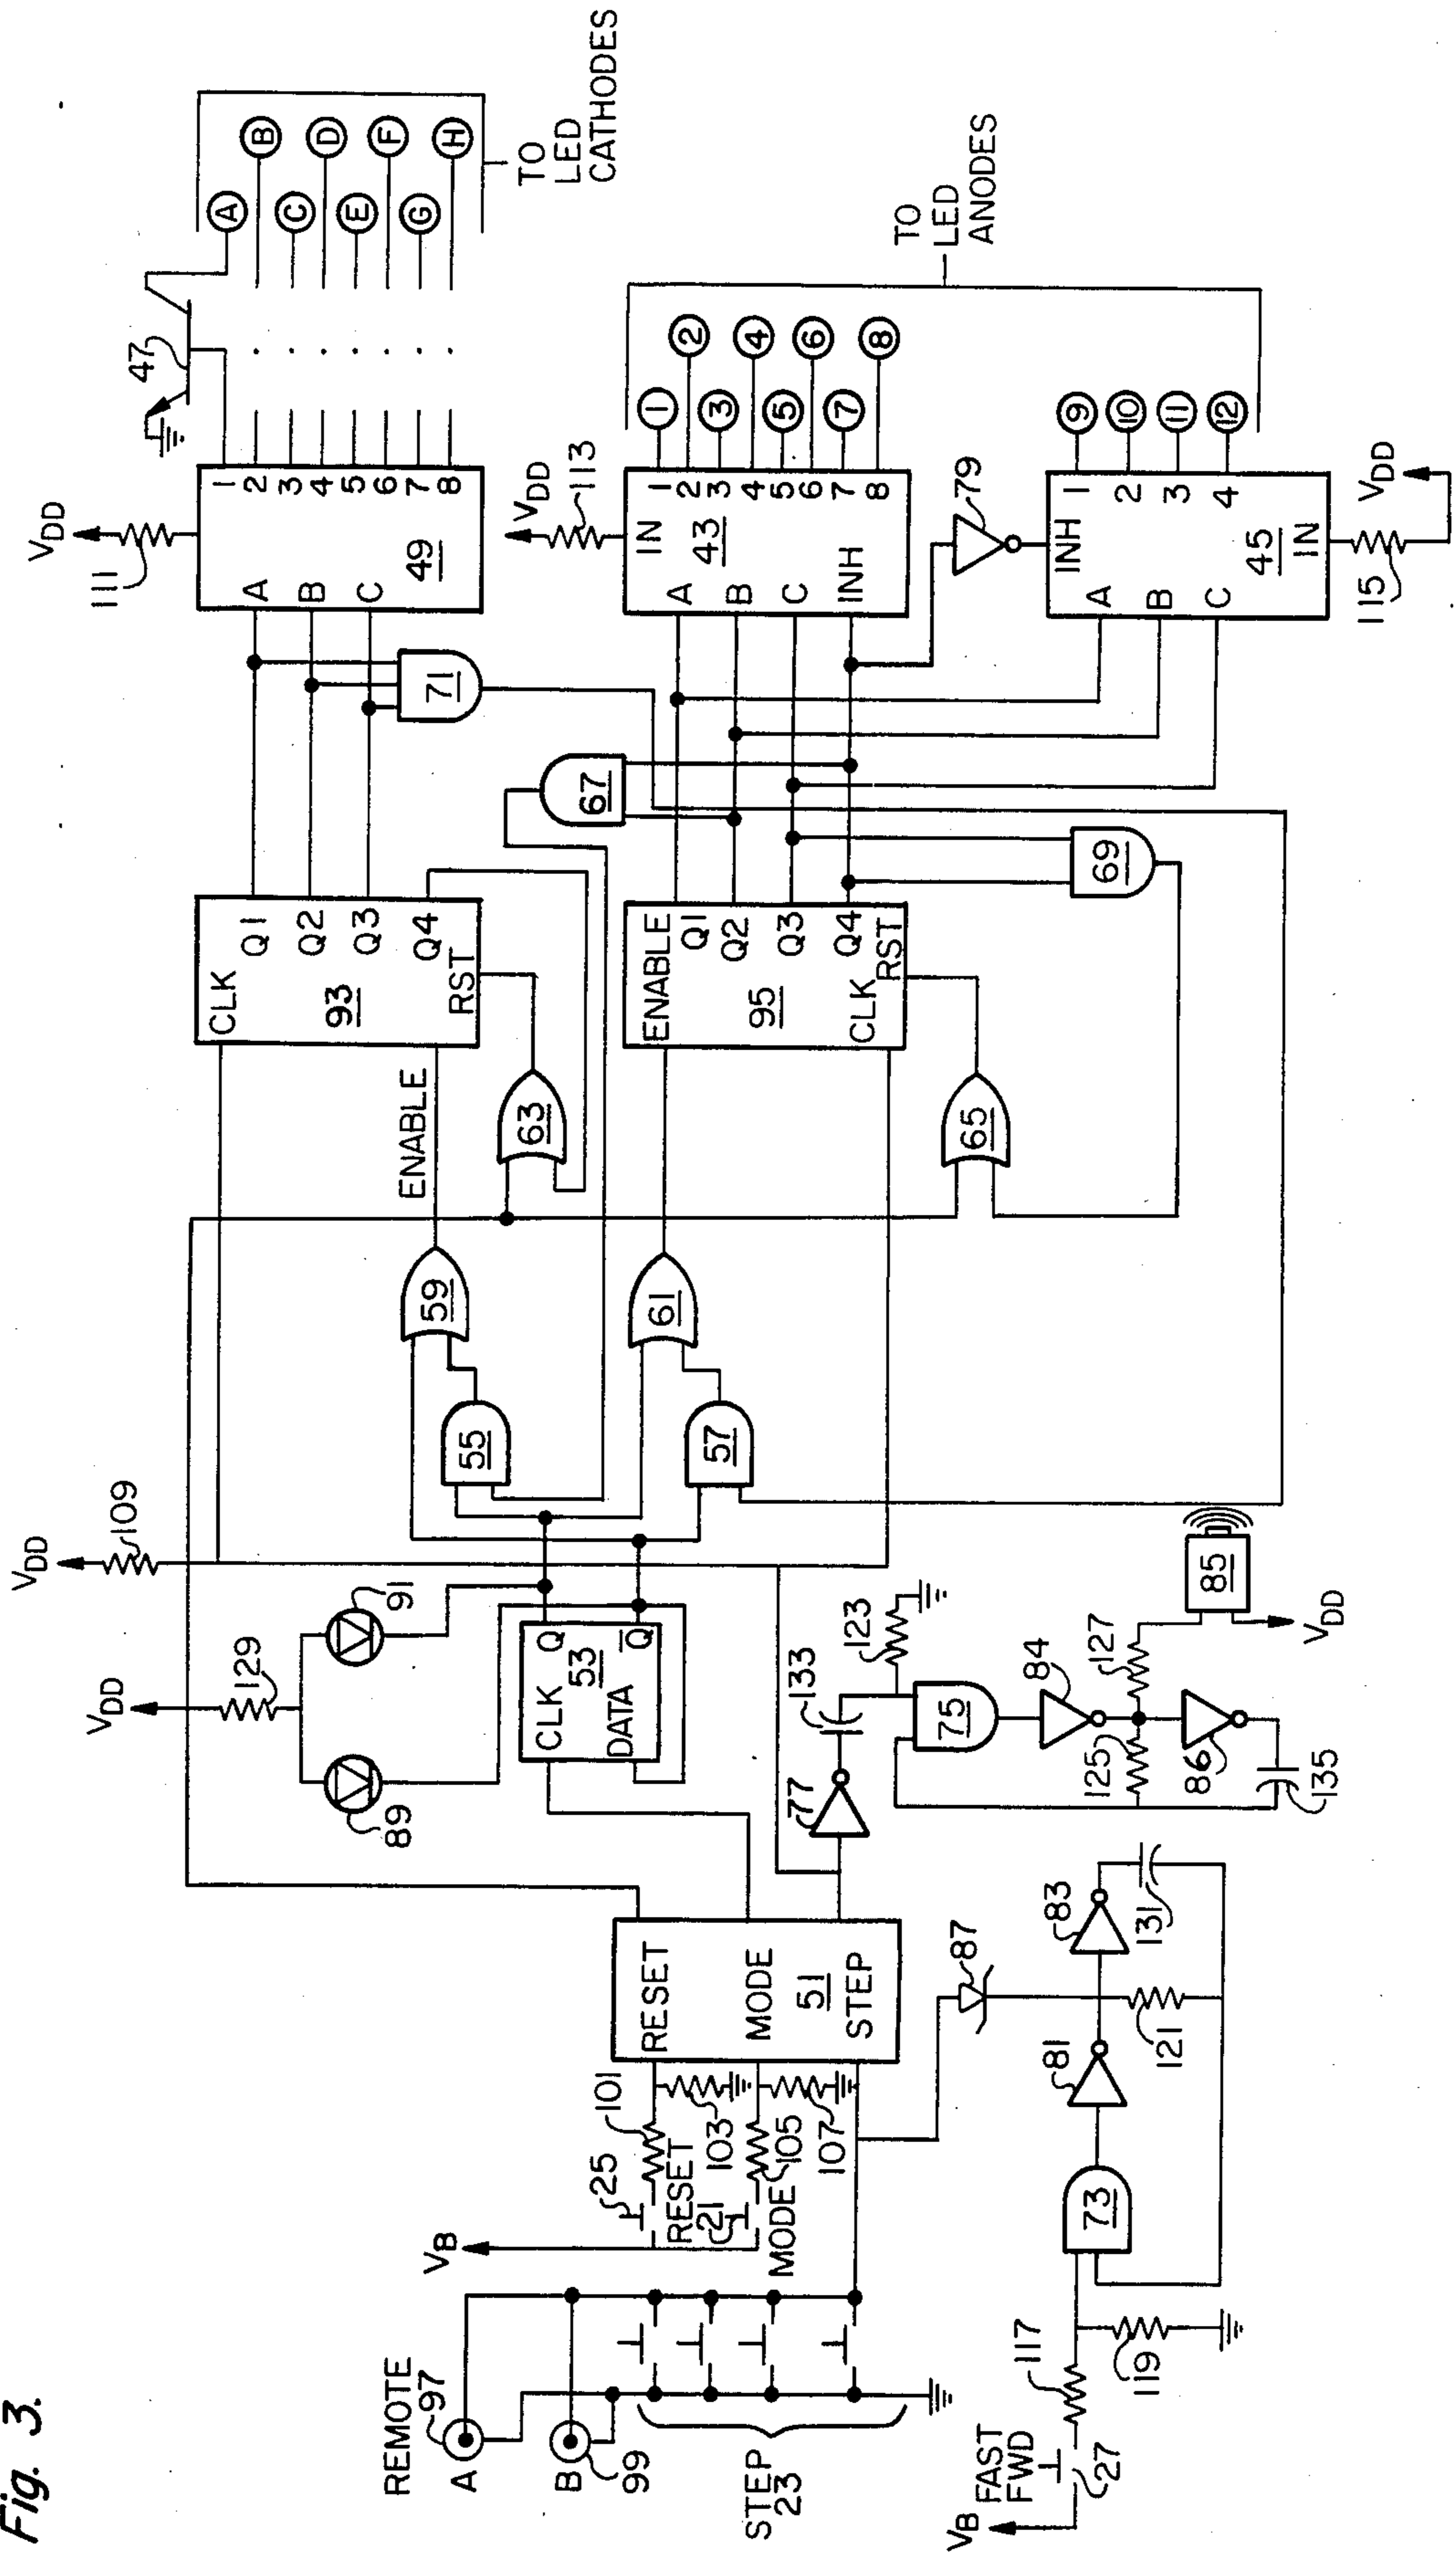 Fig. 3.
REMOTE
97
A
B
99
STEP
23
VB
FAST
FWD
27
117
119
73
81
83
121
131
87
VB
25
RESET
21
MODE
101
103
105
107
RESET
MODE
51
STEP
VDD
129
89
91
CLK
53
DATA
Q
Q̅
77
133
123
75
84
125
127
86
135
85
VDD
VDD
109
55
57
59
61
ENABLE
63
65
CLK
93
Q1
Q2
Q3
Q4
RST
ENABLE
95
Q1
Q2
Q3
Q4
CLK
RST
67
69
71
79
VDD
111
A
B
C
49
1
2
3
4
5
6
7
8
47
A
B
C
D
E
F
G
H
TO
LED
CATHODES
VDD
113
IN
43
A
B
C
INH
1
2
3
4
5
6
7
8
1
2
3
4
5
6
7
8
TO
LED
ANODES
INH
A
B
C
45
IN
1
2
3
4
9
10
11
12
115
VDD